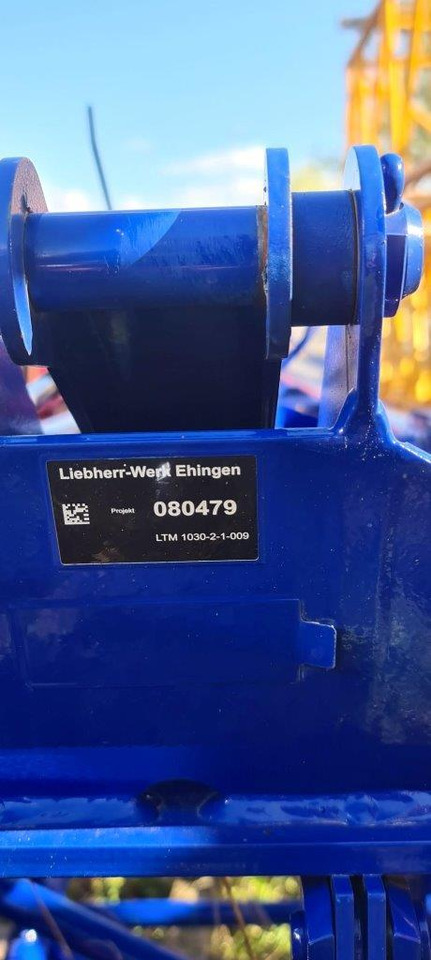 Liebherr-Werk Ehingen
Projekt 080479
LTM 1030-2-1-009